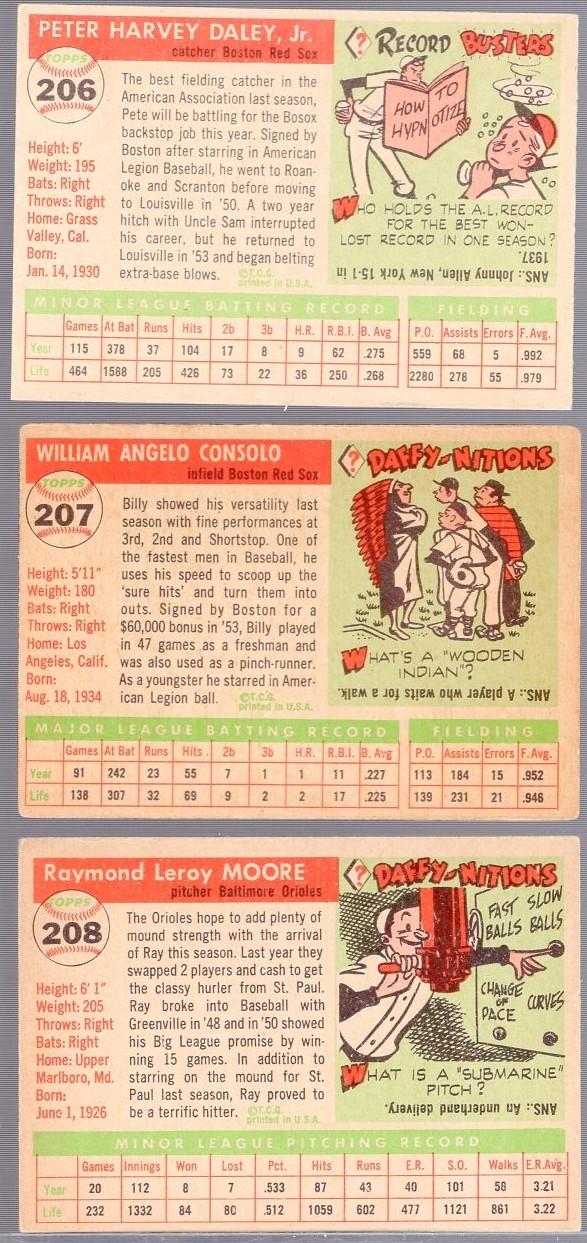 PETER HARVEY DALEY, Jr.
catcher Boston Red Sox
TOPPS
206
Height: 6'
Weight: 195
Bats: Right
Throws: Right
Home: Grass
Valley, Cal.
Born:
Jan. 14, 1930
The best fielding catcher in the
American Association last season,
Pete will be battling for the Bosox
backstop job this year. Signed by
Boston after starring in American
Legion Baseball, he went to Roan-
oke and Scranton before moving
to Louisville in '50. A two year
hitch with Uncle Sam interrupted
his career, but he returned to
Louisville in '53 and began belting
extra-base blows.
©T.C.G.
printed in U.S.A.
? RECORD BUSTERS
HOW TO
HYPNOTIZE
WHO HOLDS THE A.L. RECORD
FOR THE BEST WON-
LOST RECORD IN ONE SEASON?
ANS.: Johnny Allen, New York 15-1 in
1937.
MINOR LEAGUE BATTING RECORD FIELDING
Games At Bat Runs Hits 2b 3b H.R. R.B.I. B. Avg P.O. Assists Errors F. Avg.
Year 115 378 37 104 17 8 9 62 .275 559 68 5 .992
Life 464 1588 205 426 73 22 36 250 .268 2280 278 55 .979
WILLIAM ANGELO CONSOLO
infield Boston Red Sox
TOPPS
207
Height: 5'11"
Weight: 180
Bats: Right
Throws: Right
Home: Los
Angeles, Calif.
Born:
Aug. 18, 1934
Billy showed his versatility last
season with fine performances at
3rd, 2nd and Shortstop. One of
the fastest men in Baseball, he
uses his speed to scoop up the
'sure hits' and turn them into
outs. Signed by Boston for a
$60,000 bonus in '53, Billy played
in 47 games as a freshman and
was also used as a pinch-runner.
As a youngster he starred in Amer-
ican Legion ball.
©T.C.G.
printed in U.S.A.
? DAFFY-NITIONS
6
WHAT'S A "WOODEN
INDIAN"?
ANS.: A player who waits for a walk.
MAJOR LEAGUE BATTING RECORD FIELDING
Games At Bat Runs Hits 2b 3b H.R. R.B.I. B. Avg P.O. Assists Errors F. Avg.
Year 91 242 23 55 7 1 1 11 .227 113 184 15 .952
Life 138 307 32 69 9 2 2 17 .225 139 231 21 .946
Raymond Leroy MOORE
pitcher Baltimore Orioles
TOPPS
208
Height: 6' 1"
Weight: 205
Throws: Right
Bats: Right
Home: Upper
Marlboro, Md.
Born:
June 1, 1926
The Orioles hope to add plenty of
mound strength with the arrival
of Ray this season. Last year they
swapped 2 players and cash to get
the classy hurler from St. Paul.
Ray broke into Baseball with
Greenville in '48 and in '50 showed
his Big League promise by win-
ning 15 games. In addition to
starring on the mound for St.
Paul last season, Ray proved to
be a terrific hitter.
©T.C.G.
printed in U.S.A.
? DAFFY-NITIONS
FAST BALLS
SLOW BALLS
CHANGE OF PACE
CURVES
WHAT IS A "SUBMARINE"
PITCH?
ANS.: An underhand delivery.
MINOR LEAGUE PITCHING RECORD
Games Innings Won Lost Pct. Hits Runs E.R. S.O. Walks E.R.Avg.
Year 20 112 8 7 .533 87 43 40 101 58 3.21
Life 232 1332 84 80 .512 1059 602 477 1121 861 3.22